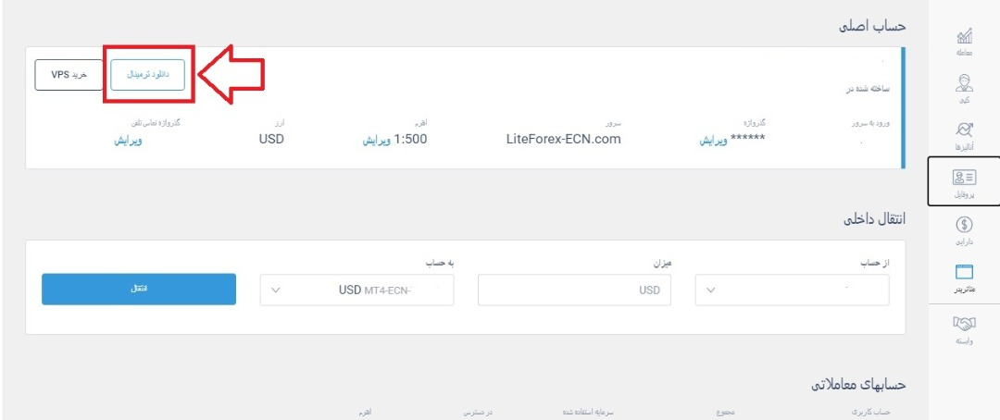 حساب اصلی
دانلود ترمینال
خرید VPS
ساخته شده در
ورود به سرور
گذرواژه
سرور
اهرم
ارز
گذرواژه تماس تلفن
****** ویرایش
LiteForex-ECN.com
1:500 ویرایش
USD
ویرایش
انتقال داخلی
از حساب
میزان
به حساب
USD
USD MT4-ECN-
انتقال
حسابهای معاملاتی
حساب کاربری
مجموع
سرمایه استفاده شده
در دسترس
اهرم
معامله
کپی
آنالیزها
پروفایل
دارایی
متاتریدر
وابسته